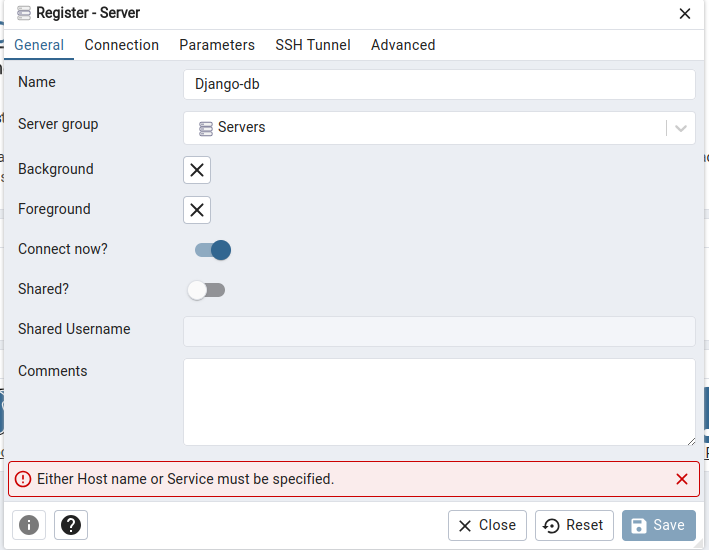 Register - Server
General Connection Parameters SSH Tunnel Advanced
Name Django-db
Server group Servers
Background
Foreground
Connect now?
Shared?
Shared Username
Comments
Either Host name or Service must be specified.
Close Reset Save